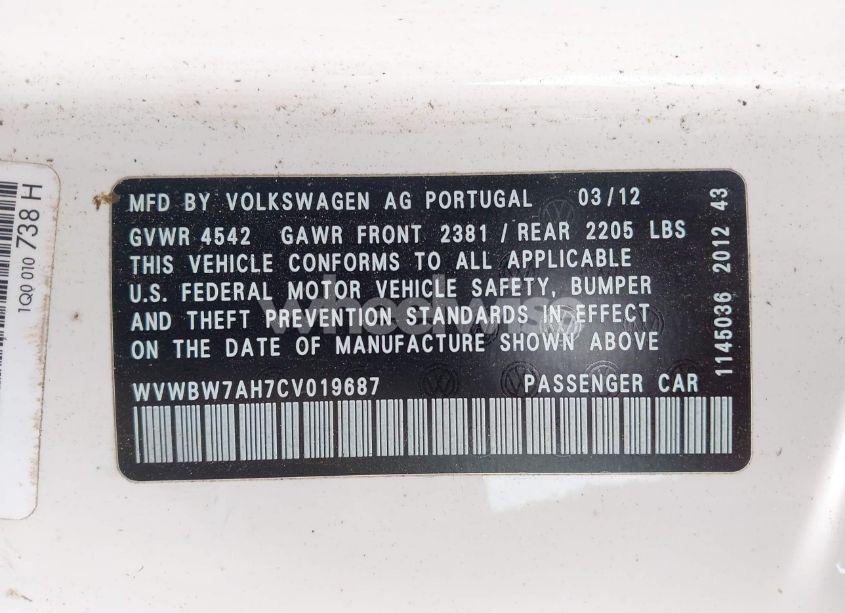 MFD BY VOLKSWAGEN AG PORTUGAL 03/12
GVWR 4542 GAWR FRONT 2381 / REAR 2205 LBS
THIS VEHICLE CONFORMS TO ALL APPLICABLE
U.S. FEDERAL MOTOR VEHICLE SAFETY, BUMPER
AND THEFT PREVENTION STANDARDS IN EFFECT
ON THE DATE OF MANUFACTURE SHOWN ABOVE
WVWBW7AH7CV019687 PASSENGER CAR
1145036 2012 43
1Q0 010 738 H
Wheelwise